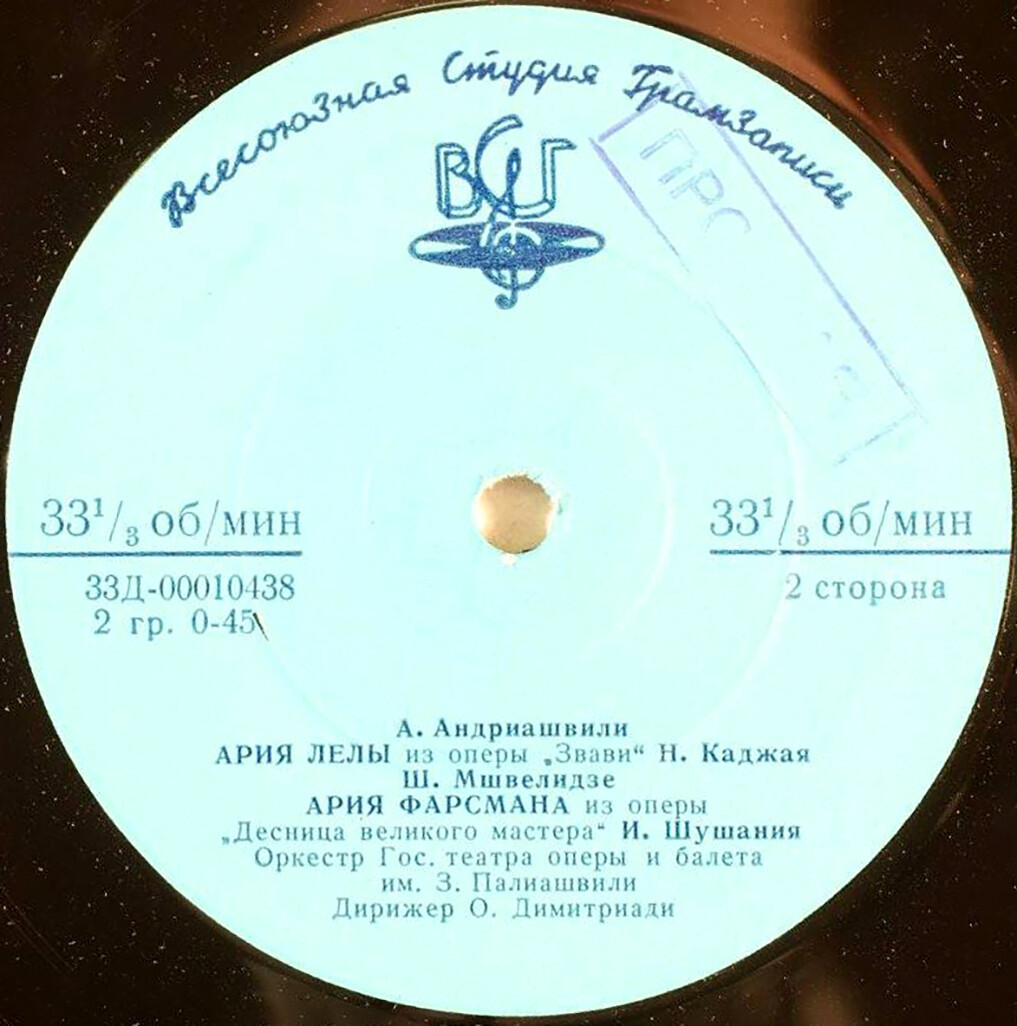 Всесоюзная Студия Грамзаписи
ВСГ
33¹/₃ об/мин
33¹/₃ об/мин
33Д-00010438
2 гр. 0-45
2 сторона
А. Андриашвили
АРИЯ ЛЕЛЫ из оперы „Звави“ Н. Каджая
Ш. Мшвелидзе
АРИЯ ФАРСМАНА из оперы
„Десница великого мастера“ И. Шушания
Оркестр Гос. театра оперы и балета
им. З. Палиашвили
Дирижер О. Димитриади